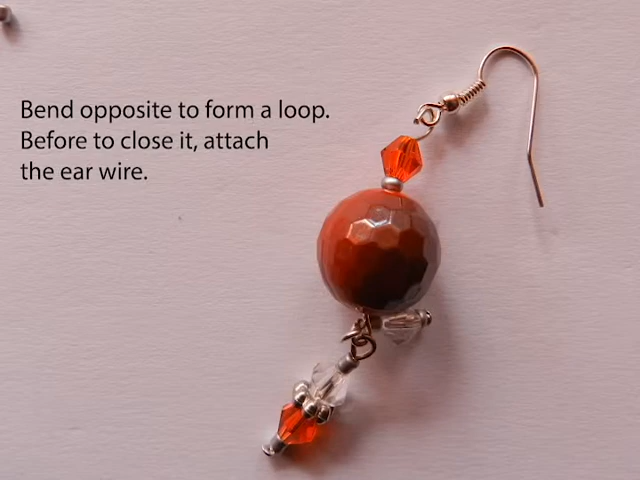 Bend opposite to form a loop.
Before to close it, attach
the ear wire.